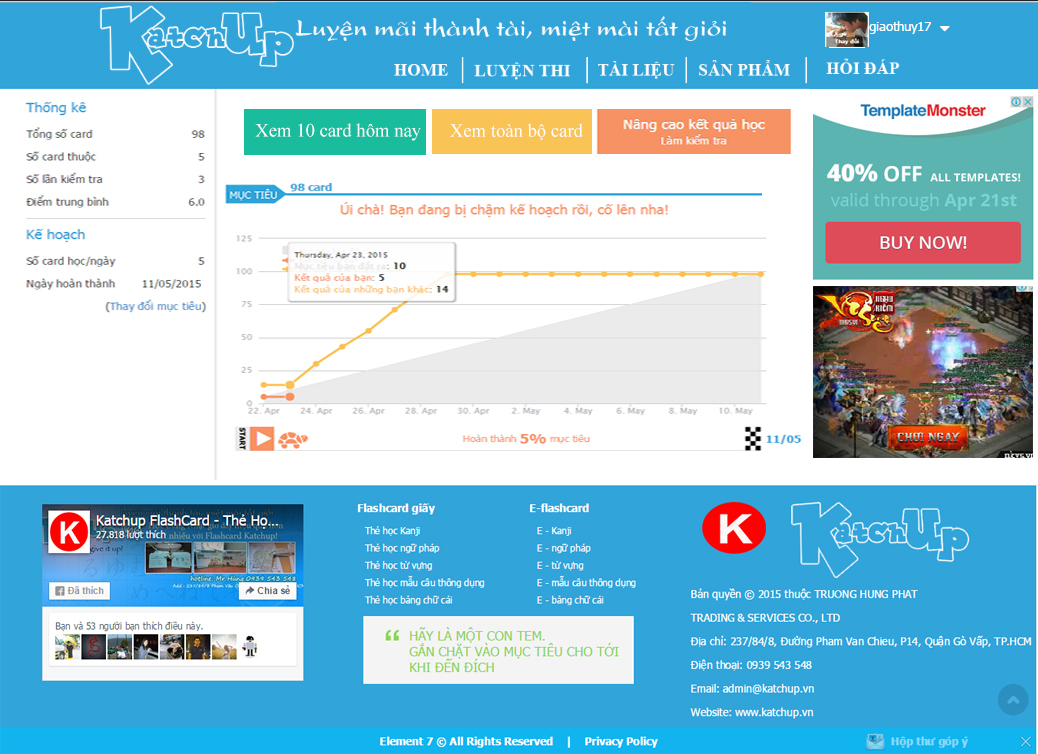 KatchUp
Luyện mãi thành tài, miệt mài tất giỏi
Thay đổi
giaothuy17
HOME
LUYỆN THI
TÀI LIỆU
SẢN PHẨM
HỎI ĐÁP
Thống kê
Tổng số card 98
Số card thuộc 5
Số lần kiểm tra 3
Điểm trung bình 6.0
Kế hoạch
Số card học/ngày 5
Ngày hoàn thành 11/05/2015
(Thay đổi mục tiêu)
Xem 10 card hôm nay
Xem toàn bộ card
Nâng cao kết quả học
Làm kiểm tra
MỤC TIÊU
98 card
Úi chà! Bạn đang bị chậm kế hoạch rồi, cố lên nha!
125
100
75
50
25
0
Thursday, Apr 23, 2015
Mục tiêu bạn đặt ra: 10
Kết quả của bạn: 5
Kết quả của những bạn khác: 14
22. Apr
24. Apr
26. Apr
28. Apr
30. Apr
2. May
4. May
6. May
8. May
10. May
START
Hoàn thành 5% mục tiêu
11/05
TemplateMonster
40% OFF ALL TEMPLATES!
valid through Apr 21st
BUY NOW!
CHƠI NGAY
K
Katchup FlashCard - Thẻ Họ...
27.818 lượt thích
nhiều với Flashcard Katchup!
hotline. Mr Hùng 0939 543 548
Đã thích
Chia sẻ
Bạn và 53 người bạn thích điều này.
Flashcard giấy
Thẻ học Kanji
Thẻ học ngữ pháp
Thẻ học từ vựng
Thẻ học mẫu câu thông dụng
Thẻ học bảng chữ cái
E-flashcard
E - Kanji
E - ngữ pháp
E - từ vựng
E - mẫu câu thông dụng
E - bảng chữ cái
“ HÃY LÀ MỘT CON TEM.
GẮN CHẶT VÀO MỤC TIÊU CHO TỚI
KHI ĐẾN ĐÍCH
K
KatchUp
Bản quyền © 2015 thuộc TRUONG HUNG PHAT
TRADING & SERVICES CO., LTD
Địa chỉ: 237/84/8, Đường Pham Van Chieu, P14, Quận Gò Vấp, TP.HCM
Điện thoại: 0939 543 548
Email: admin@katchup.vn
Website: www.katchup.vn
Element 7 © All Rights Reserved | Privacy Policy
Hộp thư góp ý